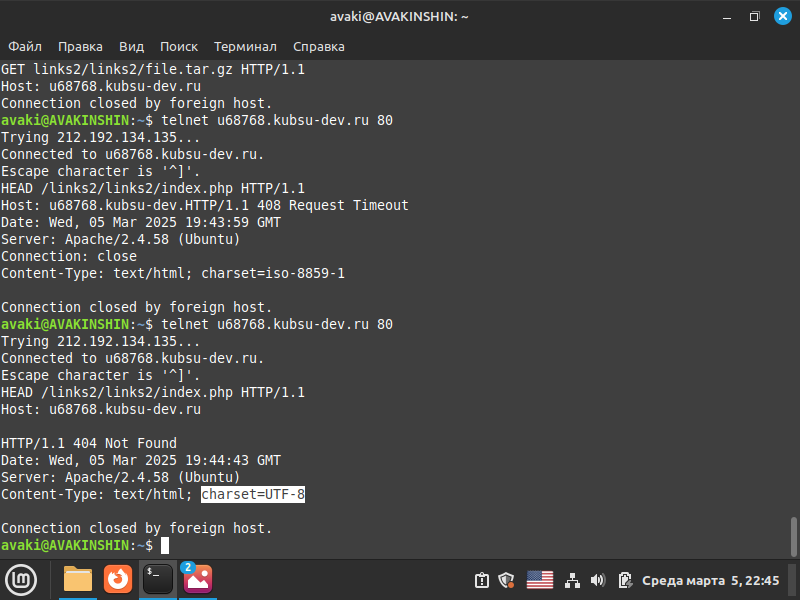 avaki@AVAKINSHIN: ~
Файл Правка Вид Поиск Терминал Справка
GET links2/links2/file.tar.gz HTTP/1.1
Host: u68768.kubsu-dev.ru
Connection closed by foreign host.
avaki@AVAKINSHIN:~$ telnet u68768.kubsu-dev.ru 80
Trying 212.192.134.135...
Connected to u68768.kubsu-dev.ru.
Escape character is '^]'.
HEAD /links2/links2/index.php HTTP/1.1
Host: u68768.kubsu-dev.HTTP/1.1 408 Request Timeout
Date: Wed, 05 Mar 2025 19:43:59 GMT
Server: Apache/2.4.58 (Ubuntu)
Connection: close
Content-Type: text/html; charset=iso-8859-1
Connection closed by foreign host.
avaki@AVAKINSHIN:~$ telnet u68768.kubsu-dev.ru 80
Trying 212.192.134.135...
Connected to u68768.kubsu-dev.ru.
Escape character is '^]'.
HEAD /links2/links2/index.php HTTP/1.1
Host: u68768.kubsu-dev.ru
HTTP/1.1 404 Not Found
Date: Wed, 05 Mar 2025 19:44:43 GMT
Server: Apache/2.4.58 (Ubuntu)
Content-Type: text/html; charset=UTF-8
Connection closed by foreign host.
avaki@AVAKINSHIN:~$
2
Среда марта 5, 22:45